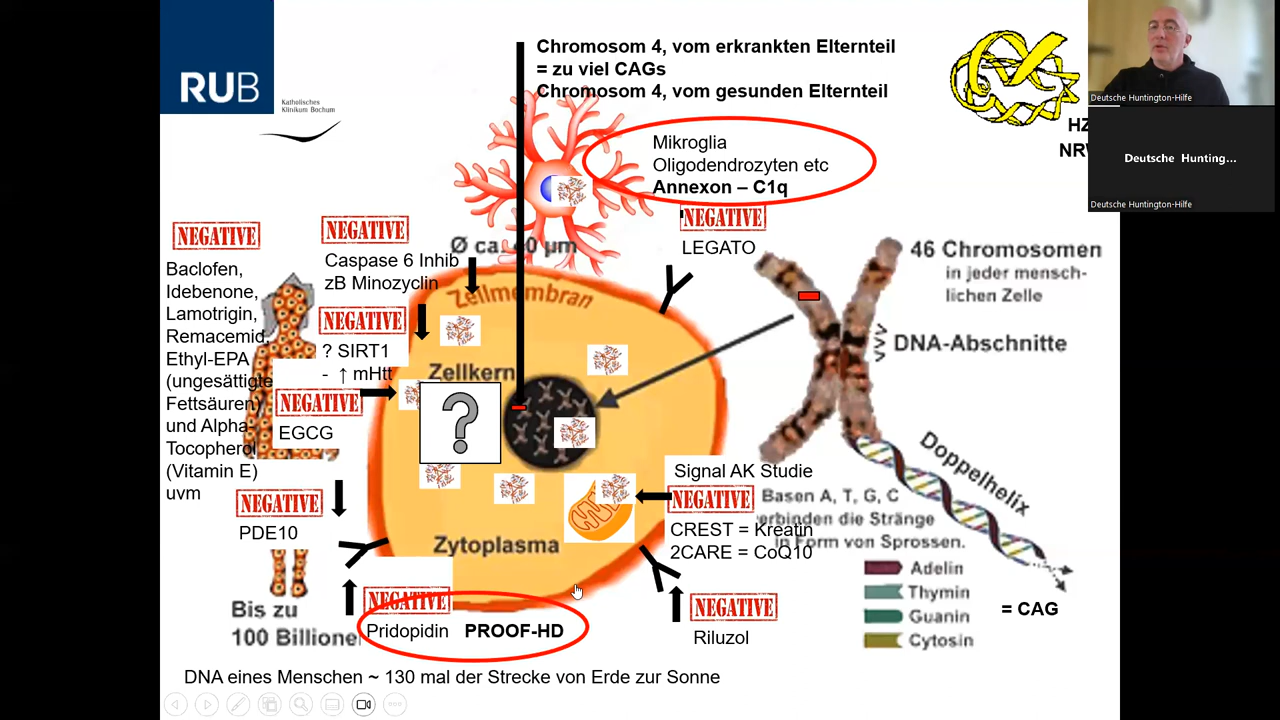 RUB
Katholisches
Klinikum Bochum
Chromosom 4, vom erkrankten Elternteil
= zu viel CAGs
Chromosom 4, vom gesunden Elternteil
Mikroglia
Oligodendrozyten etc
Annexon – C1q
NEGATIVE
LEGATO
HZ
NRW
Deutsche Huntington-Hilfe
Deutsche Hunting...
Deutsche Huntington-Hilfe
NEGATIVE
Baclofen,
Idebenone,
Lamotrigin,
Remacemid,
Ethyl-EPA
(ungesättigte
Fettsäuren)
und Alpha
Tocopherol
(Vitamin E)
uvm
NEGATIVE
Caspase 6 Inhib
zB Minozyclin
NEGATIVE
? SIRT1
- ↑ mHtt
NEGATIVE
EGCG
NEGATIVE
PDE10
Ø ca. 40 µm
Zellmembran
Zellkern
?
Zytoplasma
46 Chromosomen
in jeder mensch-
lichen Zelle
DNA-Abschnitte
Doppelhelix
Signal AK Studie
NEGATIVE
CREST = Kreatin
2CARE = CoQ10
Basen A, T, G, C
verbinden die Stränge
in Form von Sprossen.
Adelin
Thymin
Guanin
Cytosin
= CAG
NEGATIVE
Riluzol
NEGATIVE
Pridopidin PROOF-HD
Bis zu
100 Billione
DNA eines Menschen ~ 130 mal der Strecke von Erde zur Sonne